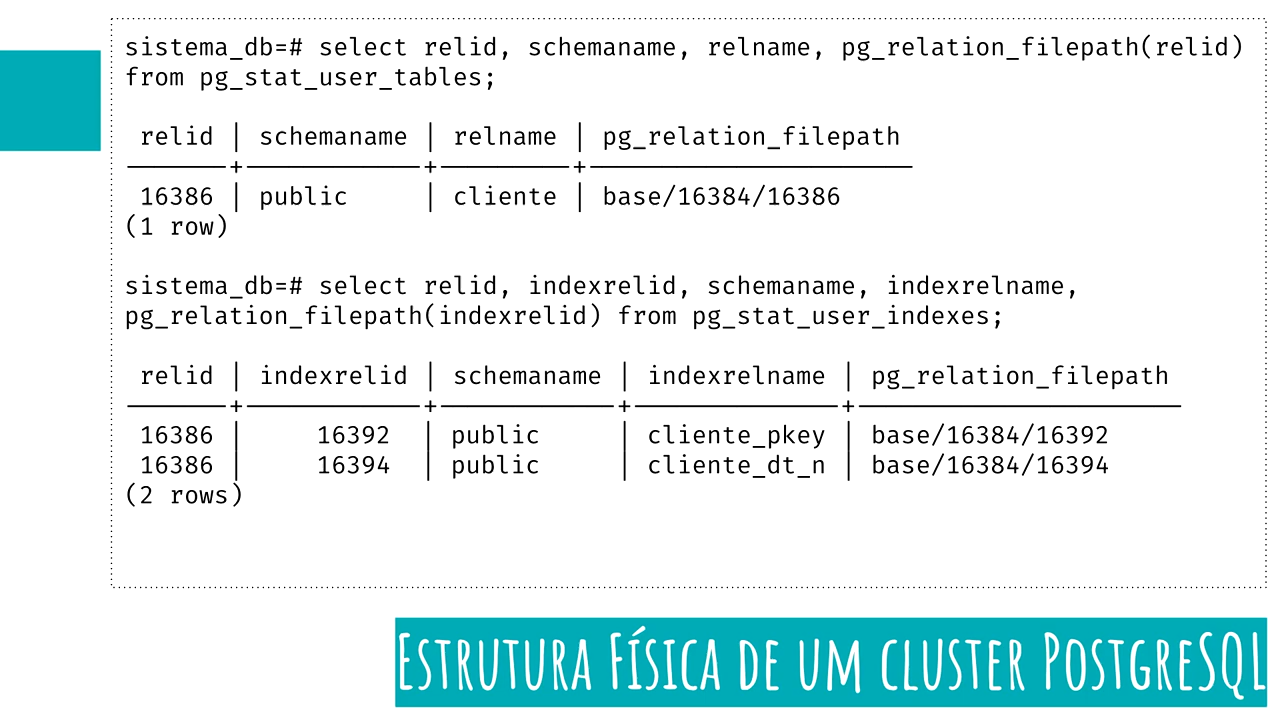 sistema_db=# select relid, schemaname, relname, pg_relation_filepath(relid)
from pg_stat_user_tables;
relid | schemaname | relname | pg_relation_filepath
-------+------------+---------+----------------------
16386 | public     | cliente | base/16384/16386
(1 row)
sistema_db=# select relid, indexrelid, schemaname, indexrelname,
pg_relation_filepath(indexrelid) from pg_stat_user_indexes;
relid | indexrelid | schemaname | indexrelname | pg_relation_filepath
-------+------------+------------+--------------+----------------------
16386 |     16392  | public     | cliente_pkey | base/16384/16392
16386 |     16394  | public     | cliente_dt_n | base/16384/16394
(2 rows)
Estrutura Física de um cluster PostgreSQL